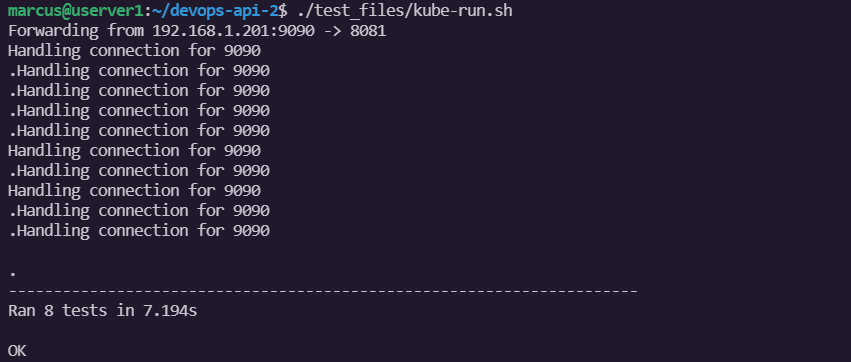 marcus@userver1:~/devops-api-2$ ./test_files/kube-run.sh
Forwarding from 192.168.1.201:9090 -> 8081
Handling connection for 9090
.Handling connection for 9090
.Handling connection for 9090
.Handling connection for 9090
.Handling connection for 9090
Handling connection for 9090
.Handling connection for 9090
Handling connection for 9090
.Handling connection for 9090
.Handling connection for 9090
.
----------------------------------------------------------------------
Ran 8 tests in 7.194s
OK